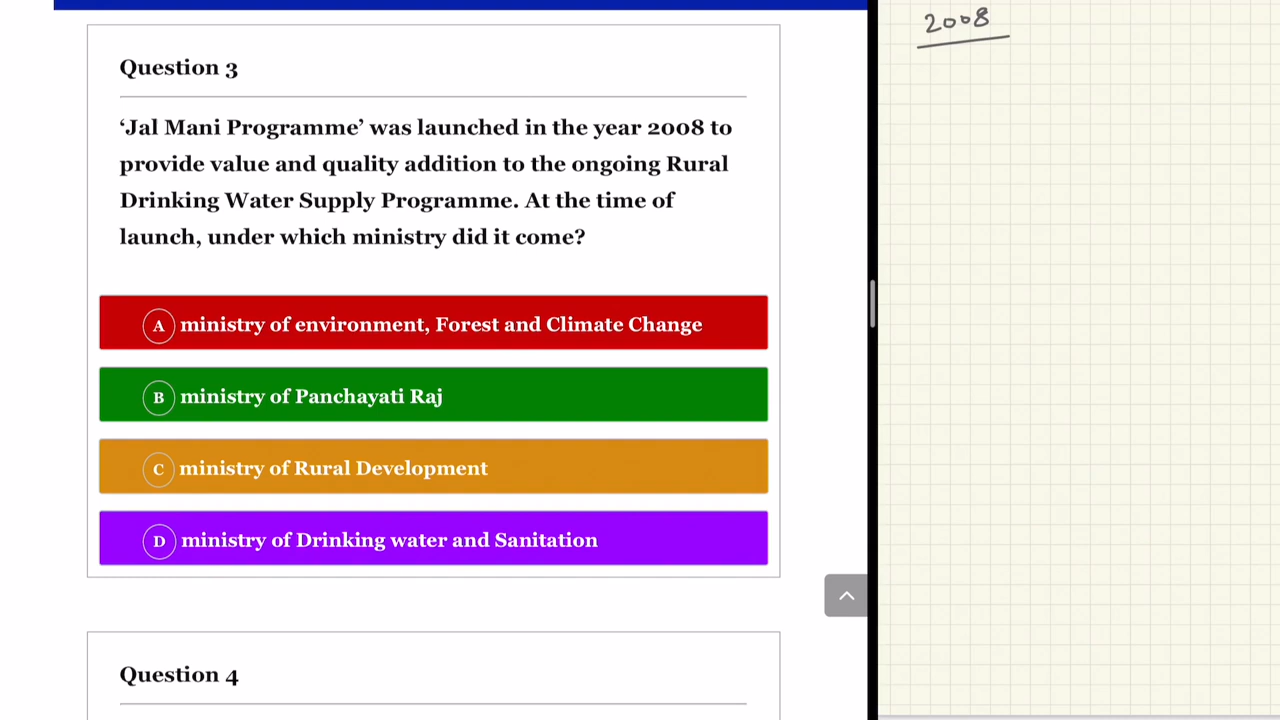 2008
Question 3
‘Jal Mani Programme’ was launched in the year 2008 to
provide value and quality addition to the ongoing Rural
Drinking Water Supply Programme. At the time of
launch, under which ministry did it come?
A ministry of environment, Forest and Climate Change
B ministry of Panchayati Raj
C ministry of Rural Development
D ministry of Drinking water and Sanitation
Question 4